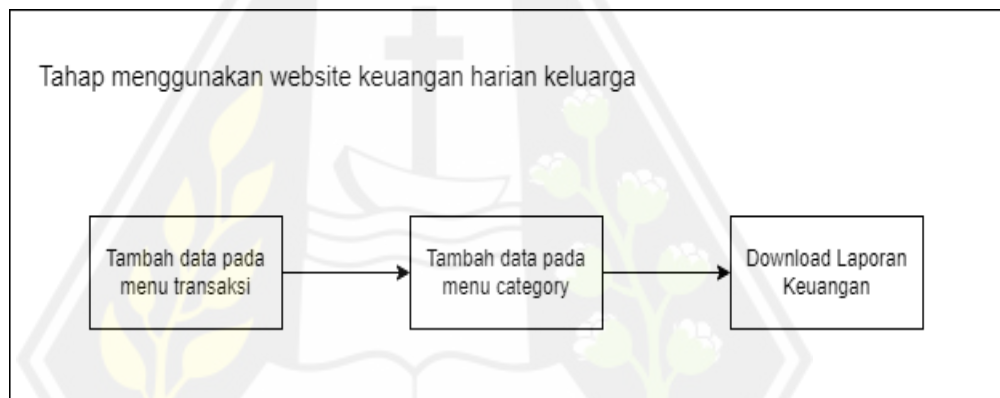 Tahap menggunakan website keuangan harian keluarga
Tambah data pada
menu transaksi
Tambah data pada
menu category
Download Laporan
Keuangan